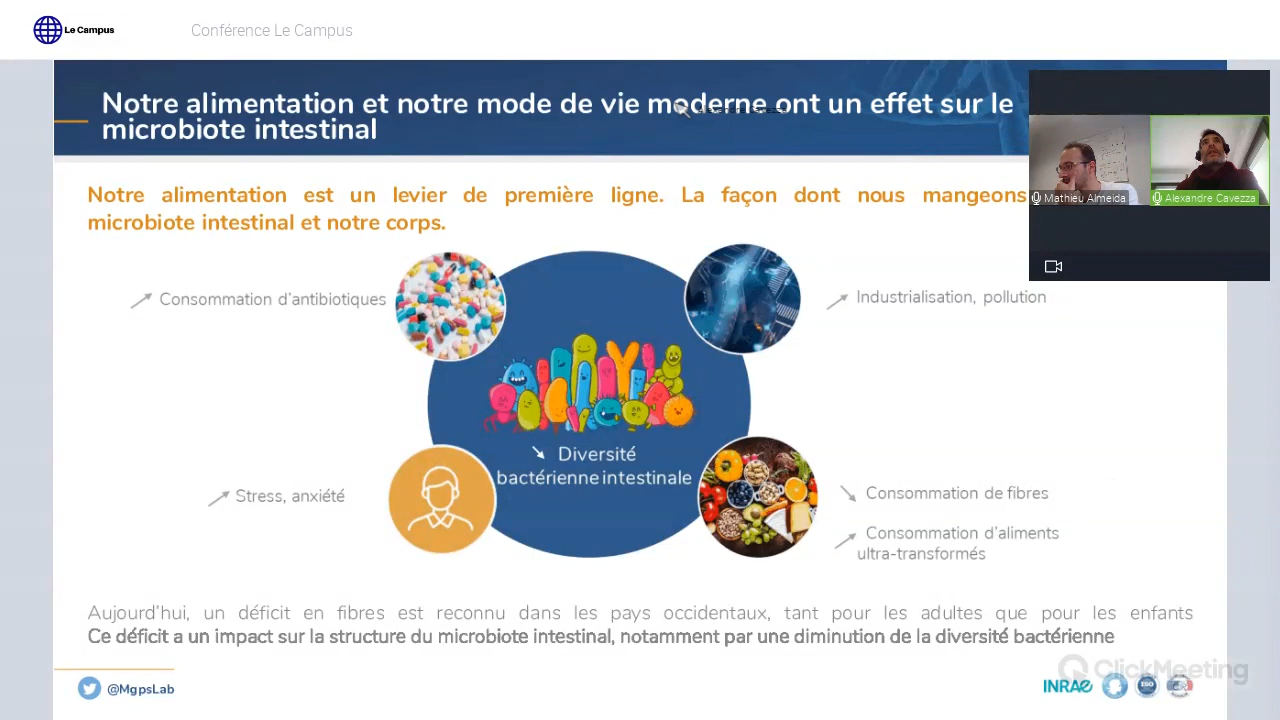 Le Campus
Conférence Le Campus
Notre alimentation et notre mode de vie moderne ont un effet sur le
microbiote intestinal
Notre alimentation est un levier de première ligne. La façon dont nous mangeons
microbiote intestinal et notre corps.
Mathieu Almeida
Alexandre Cavezza
Consommation d'antibiotiques
Industrialisation, pollution
Diversité
bactérienne intestinale
Stress, anxiété
Consommation de fibres
Consommation d'aliments
ultra-transformés
Aujourd'hui, un déficit en fibres est reconnu dans les pays occidentaux, tant pour les adultes que pour les enfants
Ce déficit a un impact sur la structure du microbiote intestinal, notamment par une diminution de la diversité bactérienne
ClickMeeting
@MgpsLab
INRAE
ISO